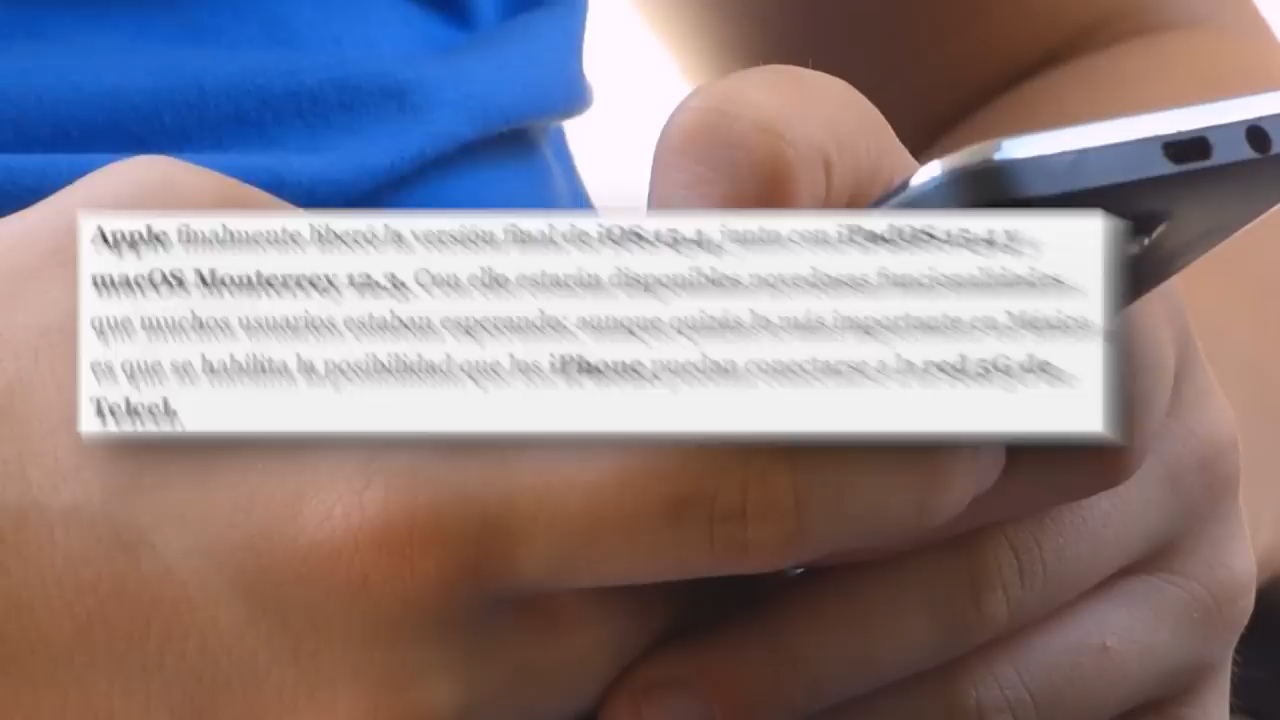 Apple finalmente liberó la versión final de iOS 15.4, junto con iPadOS 15.4 y
macOS Monterrey 12.3. Con ello estarán disponibles novedosas funcionalidades
que muchos usuarios estaban esperando; aunque quizás lo más importante en México
es que se habilita la posibilidad que los iPhone puedan conectarse a la red 5G de
Telcel.